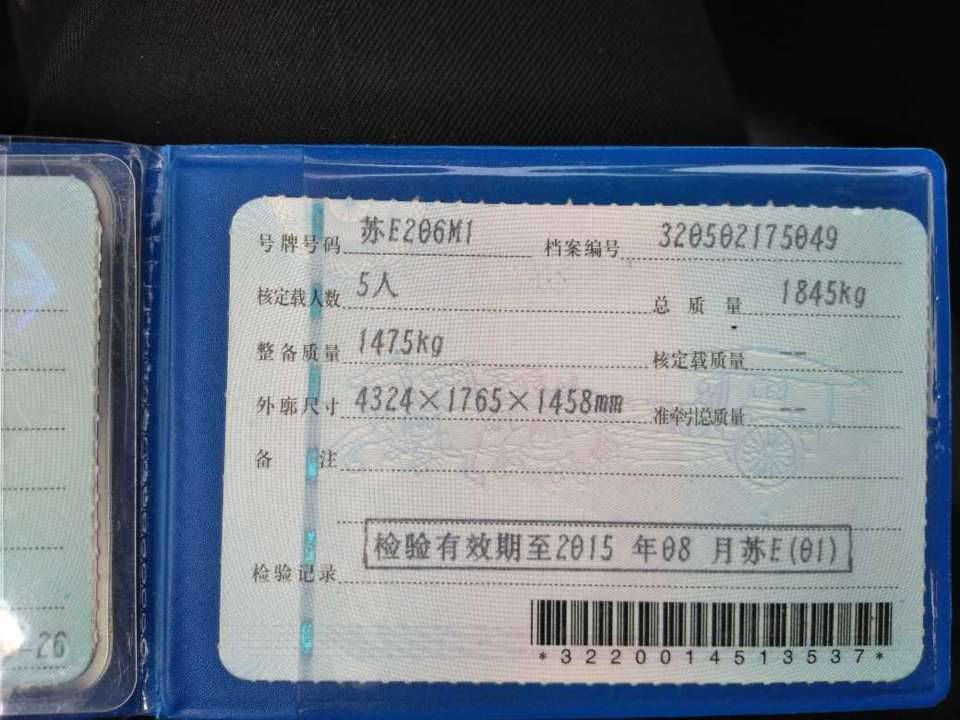 号牌号码 苏E206M1 档案编号 320502175049
核定载人数 5人 总质量 1845kg
整备质量 1475kg 核定载质量 --
外廓尺寸 4324×1765×1458mm 准牵引总质量 --
备注
检验记录 检验有效期至2015 年08 月苏E(01)
*3220014513537*
-26